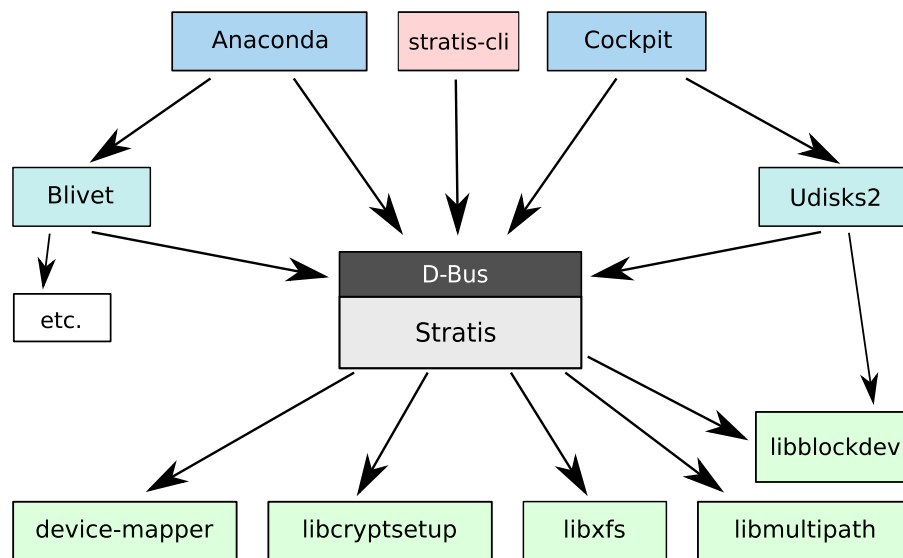 Anaconda
stratis-cli
Cockpit
Blivet
Udisks2
D-Bus
etc.
Stratis
libblockdev
device-mapper
libcryptsetup
libxfs
libmultipath